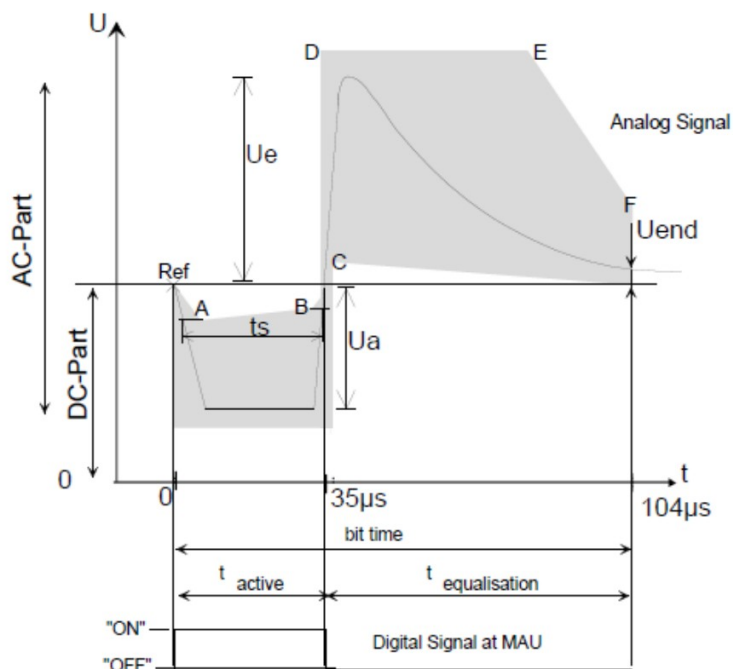 U
D
E
Analog Signal
Ue
AC-Part
F
Uend
C
Ref
A
B
ts
Ua
DC-Part
0
t
0
35µs
104µs
bit time
t active
t equalisation
"ON"
Digital Signal at MAU
"OFF"